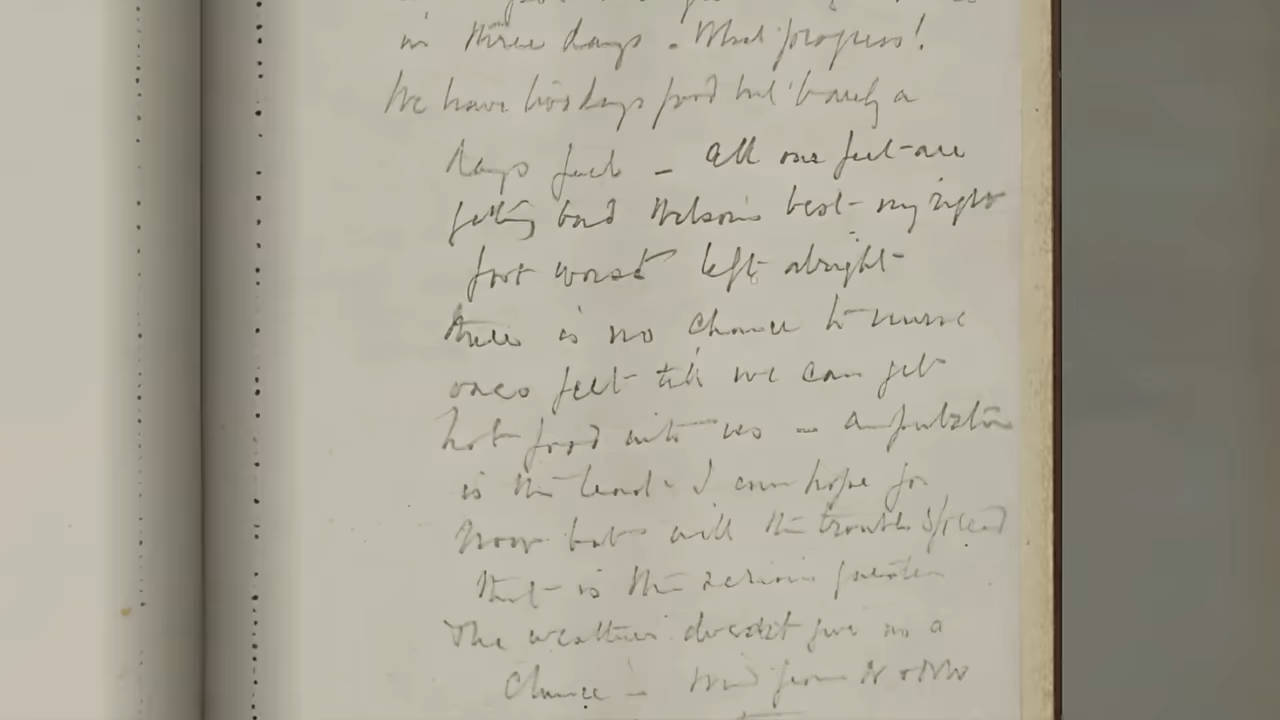 in three days. What progress!
We have two days food but barely a
days fuel – All our feet are
getting bad Wilson's best – my right
foot worst left alright –
There is no chance to nurse
ones feet till we can get
hot food into us – amputation
is the least I can hope for
now but will the trouble spread
that is the serious question
The weather doesnt give us a
chance – Wind from N to NW